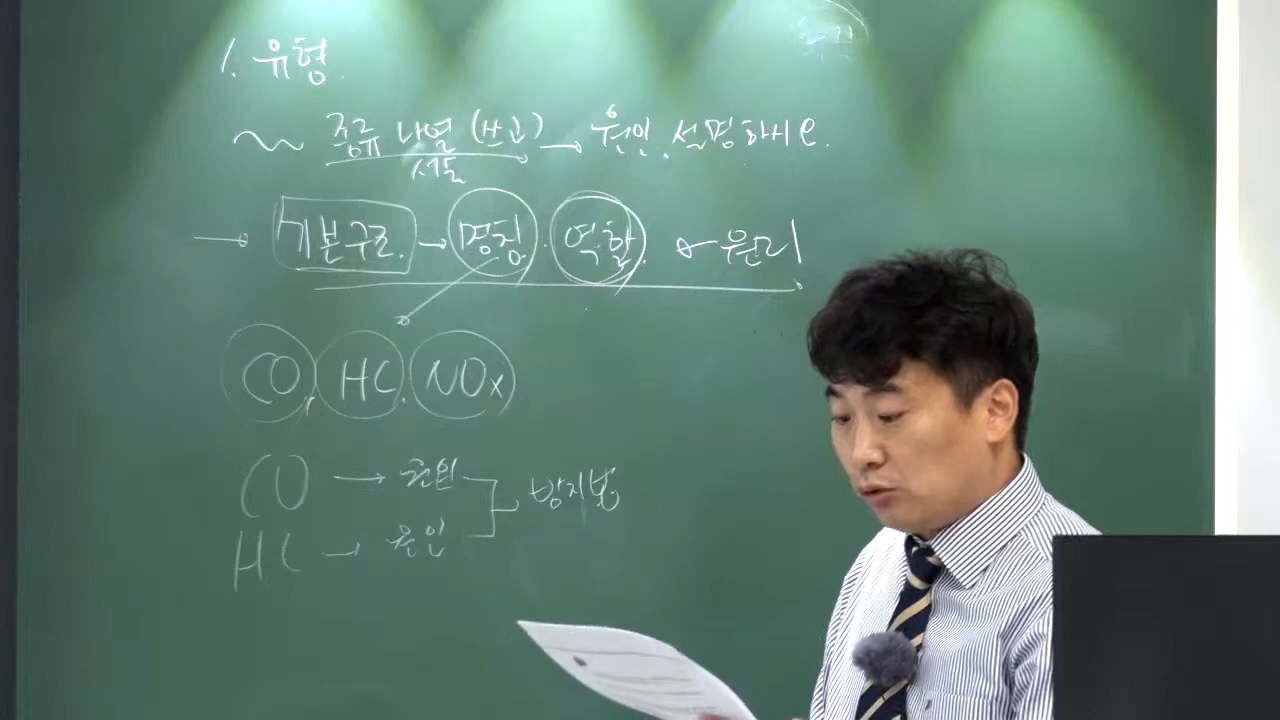 1. 유형.
종류 나열 (쓰고) → 원인 설명하시오.
서술
→ 기본구조. → 명칭. 역할. 원리
CO, HC. NOx
CO → 원인
방지법
HC → 원인